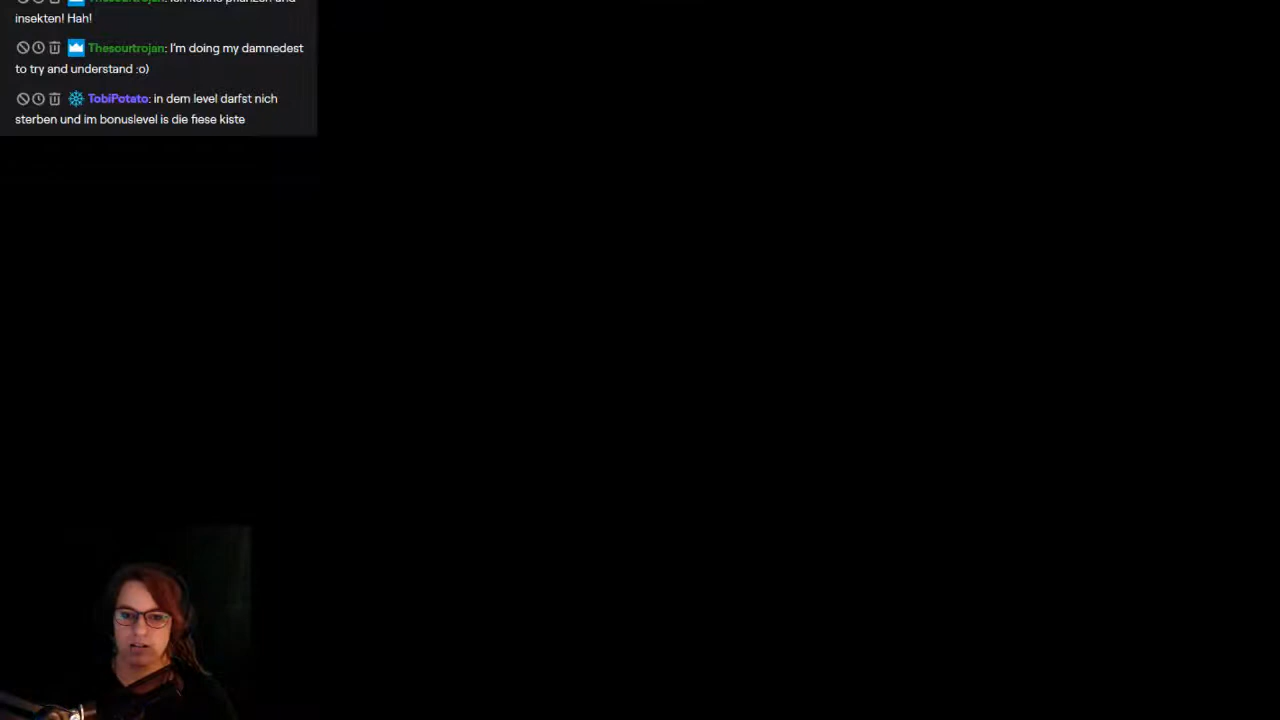 insekten! Hah!
Thesourtrojan: I'm doing my damnedest
to try and understand :o)
TobiPotato: in dem level darfst nich
sterben und im bonuslevel is die fiese kiste